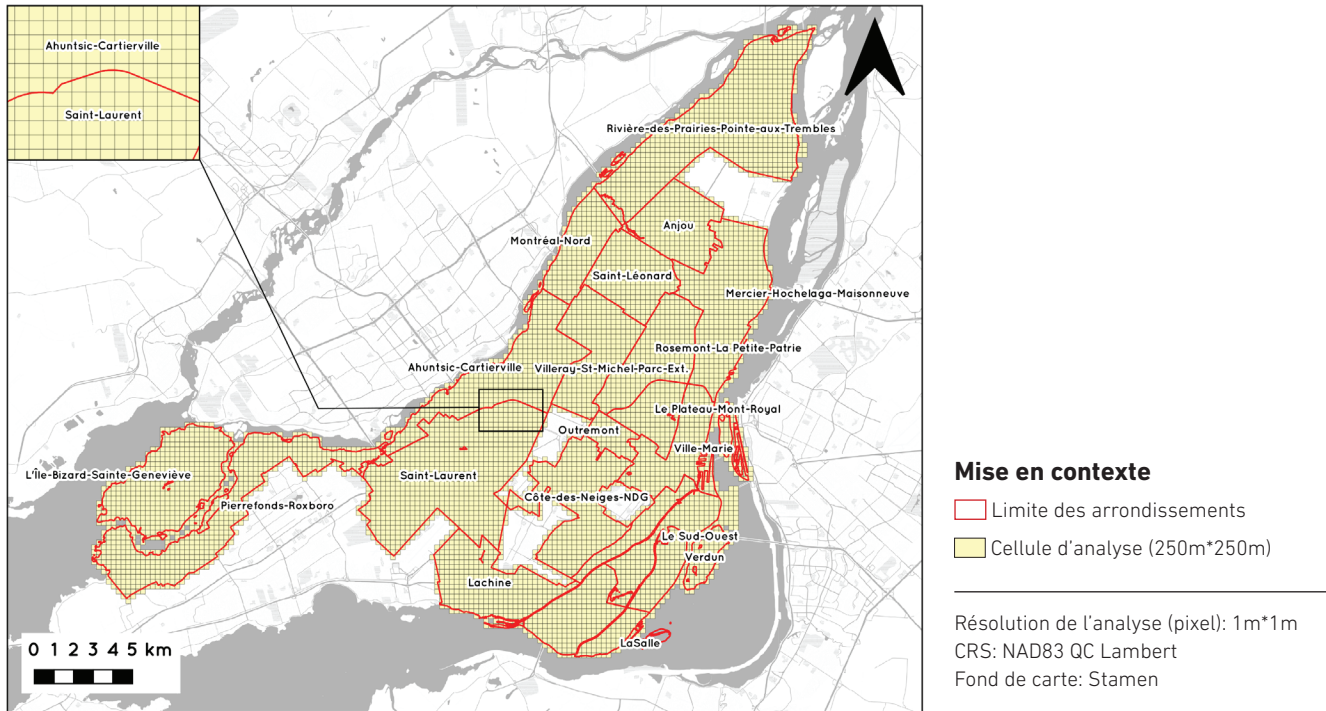 Ahuntsic-Cartierville
Saint-Laurent
Rivière-des-Prairies-Pointe-aux-Trembles
Anjou
Montréal-Nord
Saint-Léonard
Mercier-Hochelaga-Maisonneuve
Rosemont-La Petite-Patrie
Ahuntsic-Cartierville
Villeray-St-Michel-Parc-Ext.
Le Plateau-Mont-Royal
Outremont
Ville-Marie
L'Île-Bizard-Sainte-Geneviève
Saint-Laurent
Côte-des-Neiges-NDG
Pierrefonds-Roxboro
Le Sud-Ouest
Verdun
Lachine
LaSalle
0 1 2 3 4 5 km
Mise en contexte
Limite des arrondissements
Cellule d'analyse (250m*250m)
Résolution de l'analyse (pixel): 1m*1m
CRS: NAD83 QC Lambert
Fond de carte: Stamen